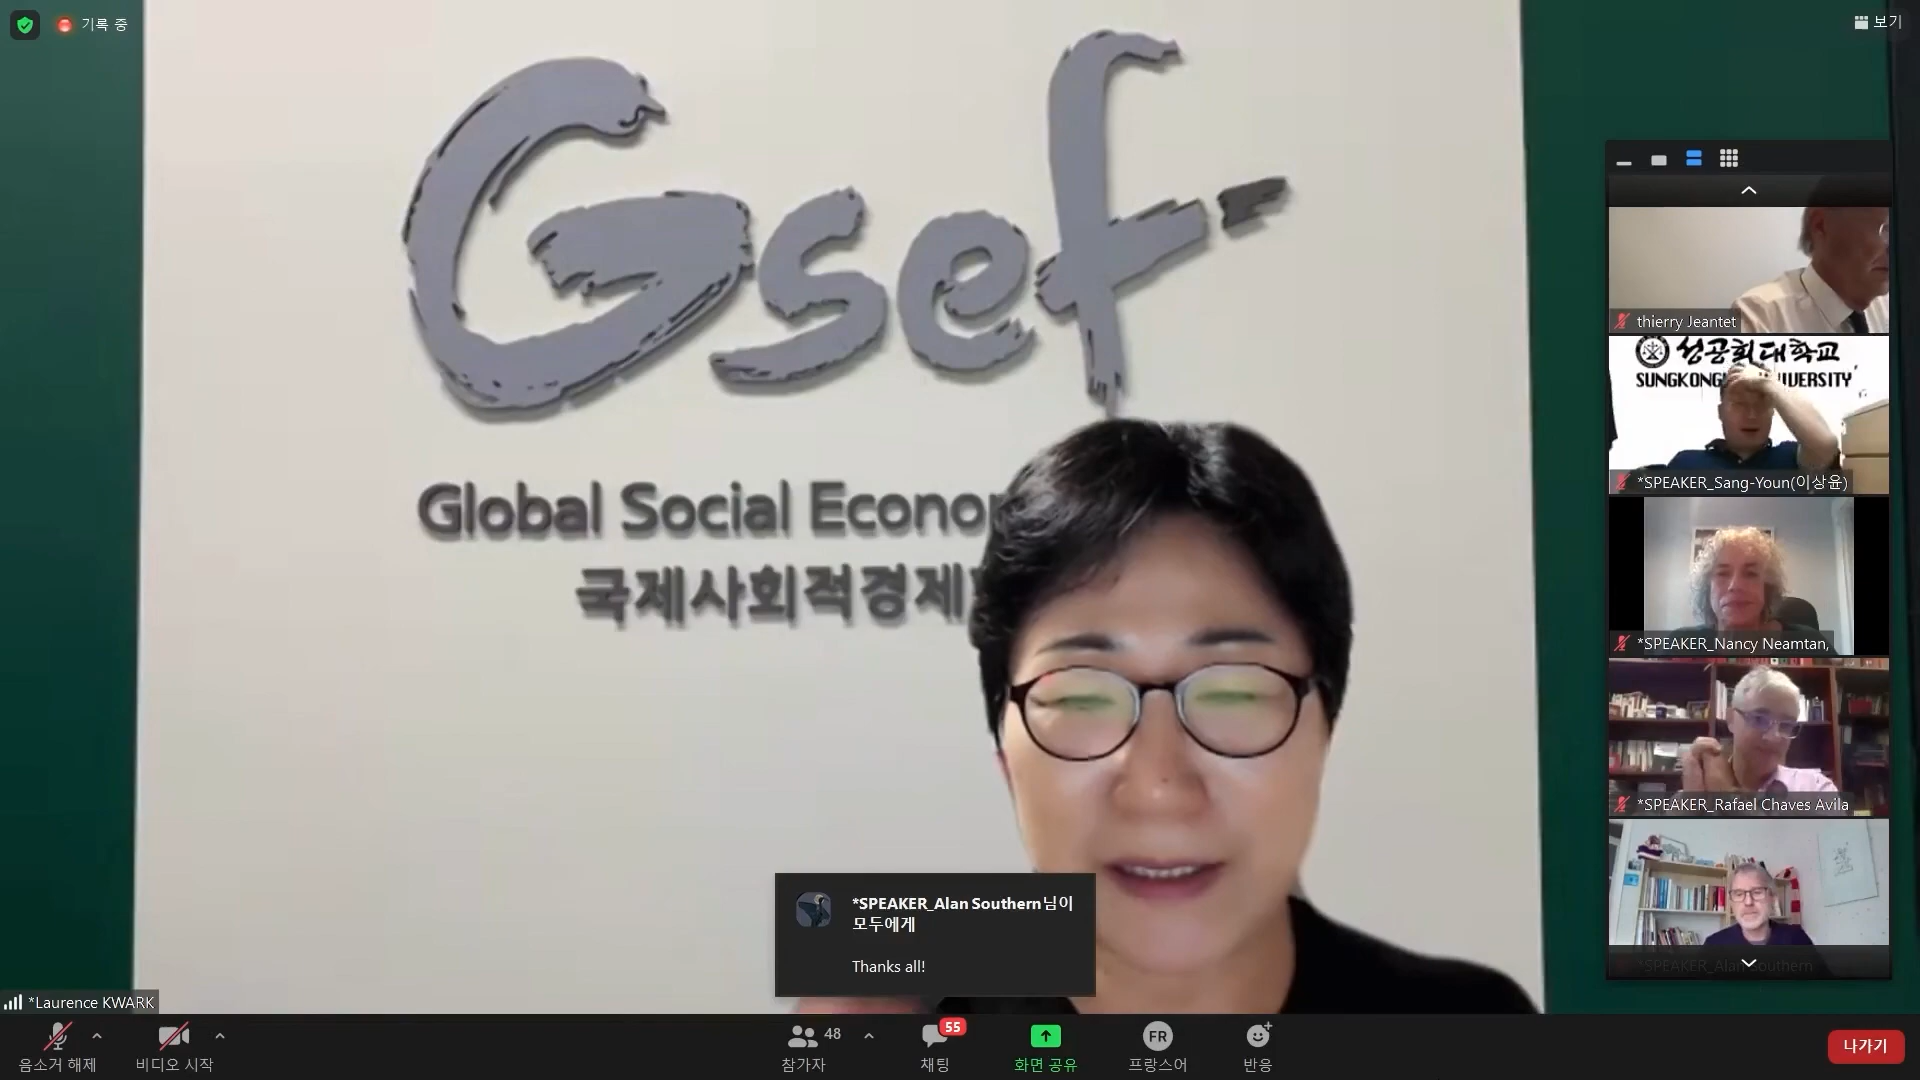 기록 중
보기
Gsef-
Global Social Econo
국제사회적경제
thierry Jeantet
성공회대학교
SUNGKONG
IVERSITY
*SPEAKER_Sang-Youn(이상윤)
*SPEAKER_Nancy Neamtan,
*SPEAKER_Rafael Chaves Avila
*SPEAKER_Alan Southern
*SPEAKER_Alan Southern님이
모두에게
Thanks all!
*Laurence KWARK
음소거 해제
비디오 시작
48
참가자
55
채팅
화면 공유
FR
프랑스어
반응
나가기